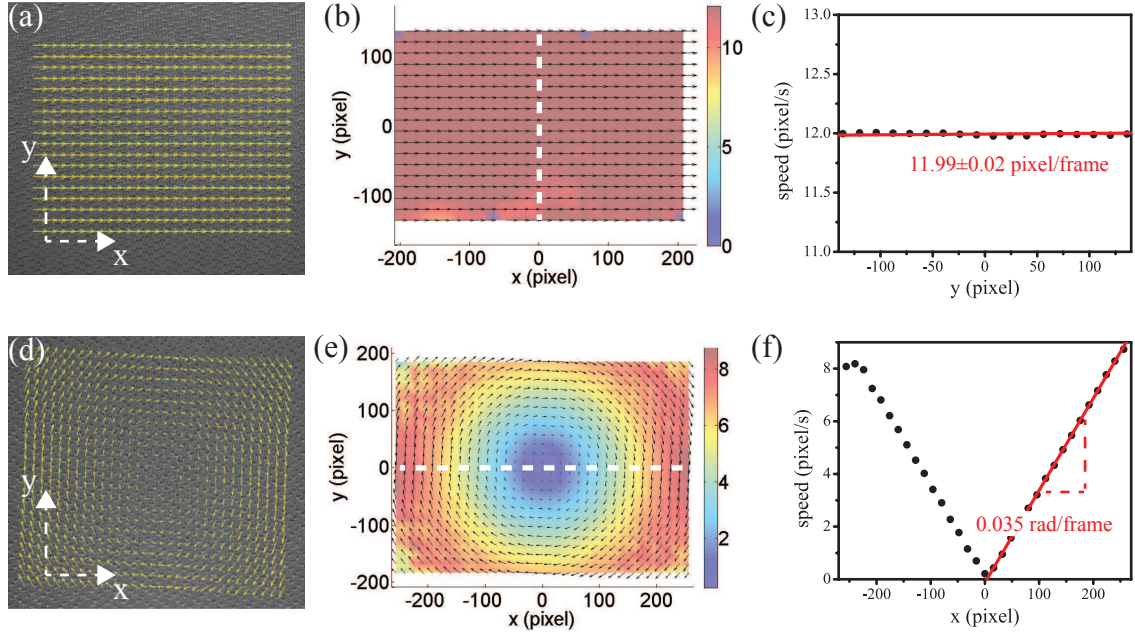 (a)
y
x
(b)
100
0
-100
y (pixel)
-200
-100
0
100
200
x (pixel)
10
5
0
(c)
13.0
12.5
12.0
11.5
11.0
speed (pixel/s)
11.99±0.02 pixel/frame
-100
-50
0
50
100
y (pixel)
(d)
y
x
(e)
200
100
0
-100
-200
y (pixel)
-200
-100
0
100
200
x (pixel)
8
6
4
2
(f)
8
6
4
2
0
speed (pixel/s)
0.035 rad/frame
-200
-100
0
100
200
x (pixel)